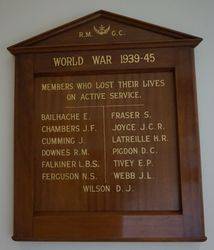 R.M. G.C.
WORLD WAR 1939-45
MEMBERS WHO LOST THEIR LIVES
ON ACTIVE SERVICE.
BAILHACHE E. FRASER S.
CHAMBERS J.F. JOYCE J.C.R.
CUMMING J. LATREILLE H.R.
DOWNES R.M. PIGDON D.C.
FALKINER L.B.S. TIVEY E.P.
FERGUSON N.S. WEBB J.L.
WILSON D.J.